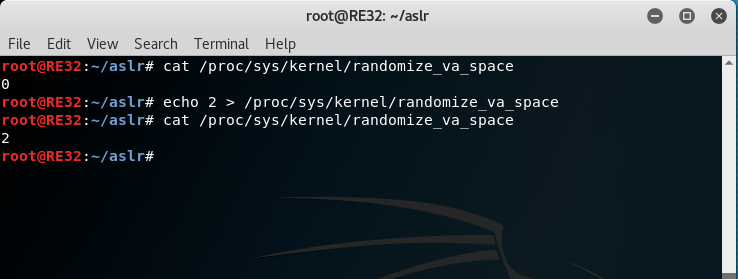 root@RE32: ~/aslr
File Edit View Search Terminal Help
root@RE32:~/aslr# cat /proc/sys/kernel/randomize_va_space
0
root@RE32:~/aslr# echo 2 > /proc/sys/kernel/randomize_va_space
root@RE32:~/aslr# cat /proc/sys/kernel/randomize_va_space
2
root@RE32:~/aslr#